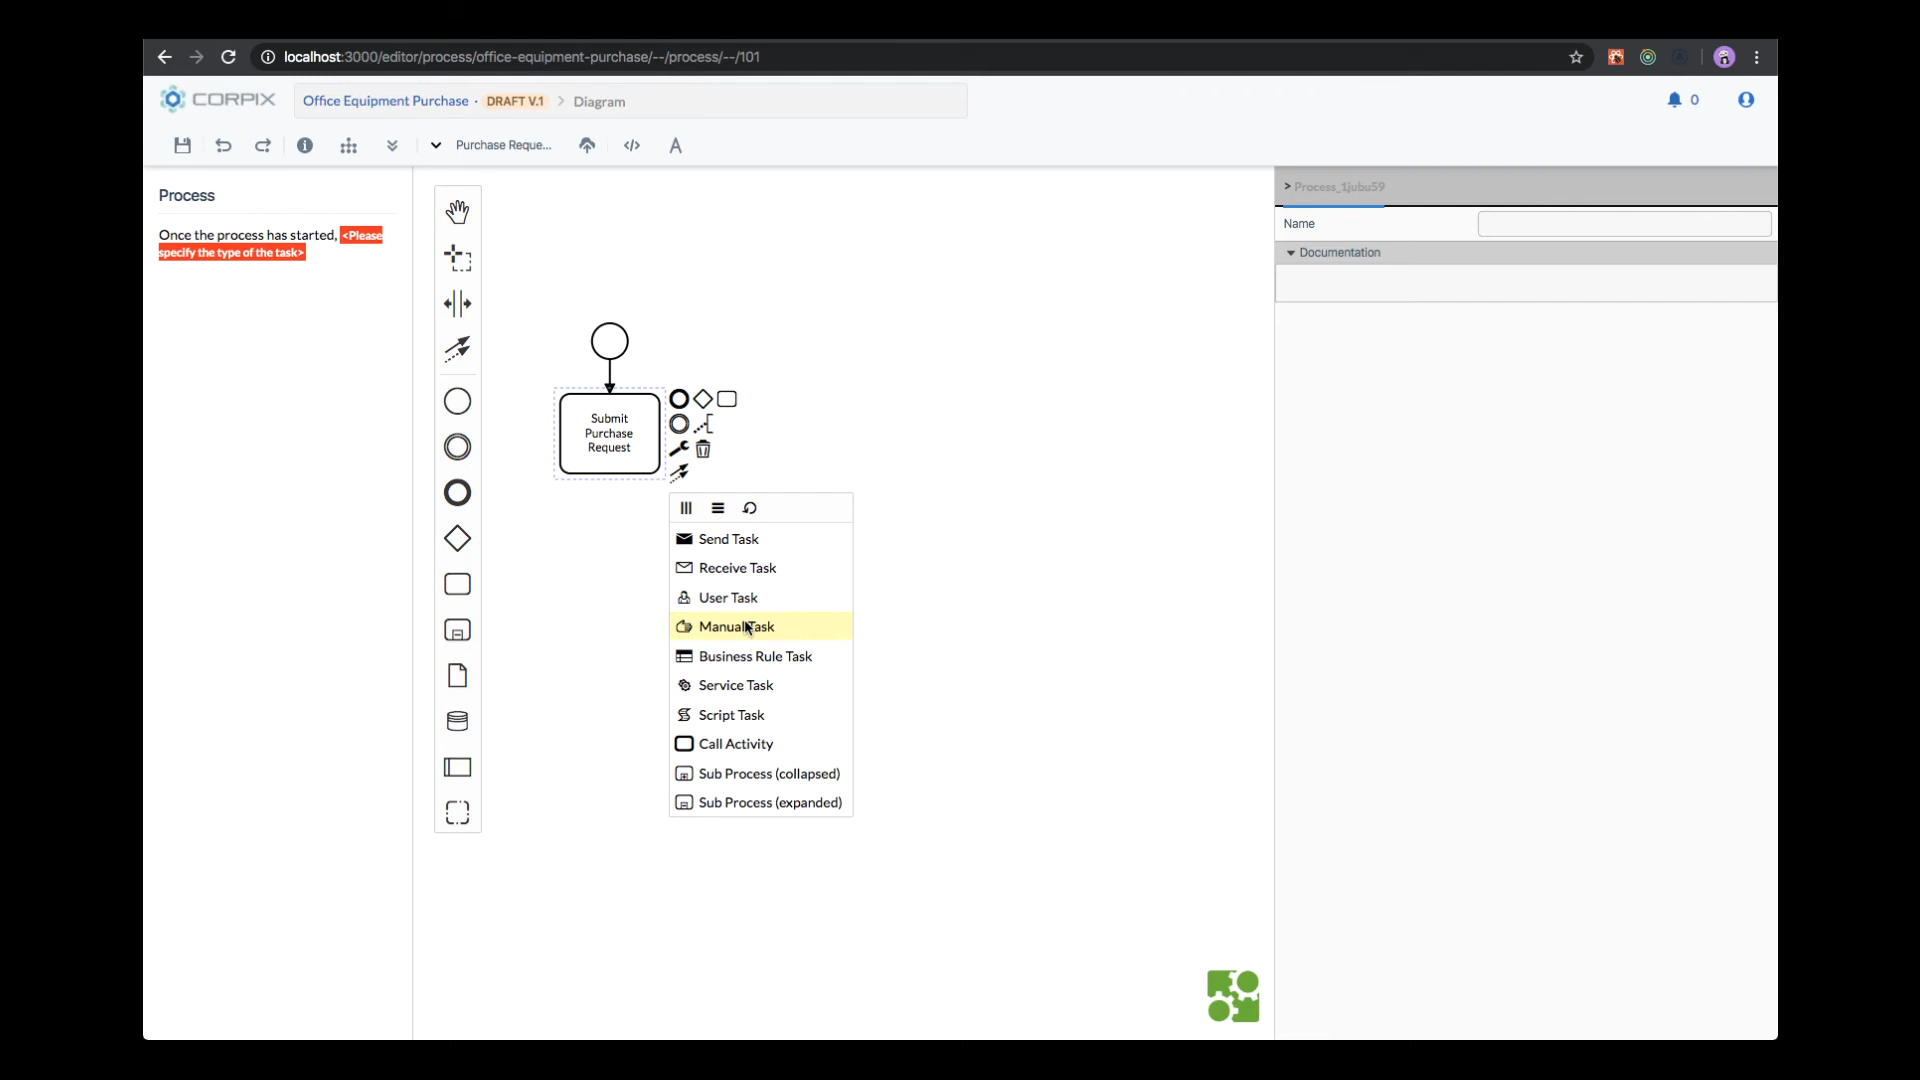 localhost:3000/editor/process/office-equipment-purchase/--/process/--/101
CORPIX
Office Equipment Purchase · DRAFT V.1 > Diagram
0
Purchase Reque...
Process
Once the process has started, <Please
specify the type of the task>
Submit
Purchase
Request
Send Task
Receive Task
User Task
Manual Task
Business Rule Task
Service Task
Script Task
Call Activity
Sub Process (collapsed)
Sub Process (expanded)
> Process_1jubu59
Name
Documentation